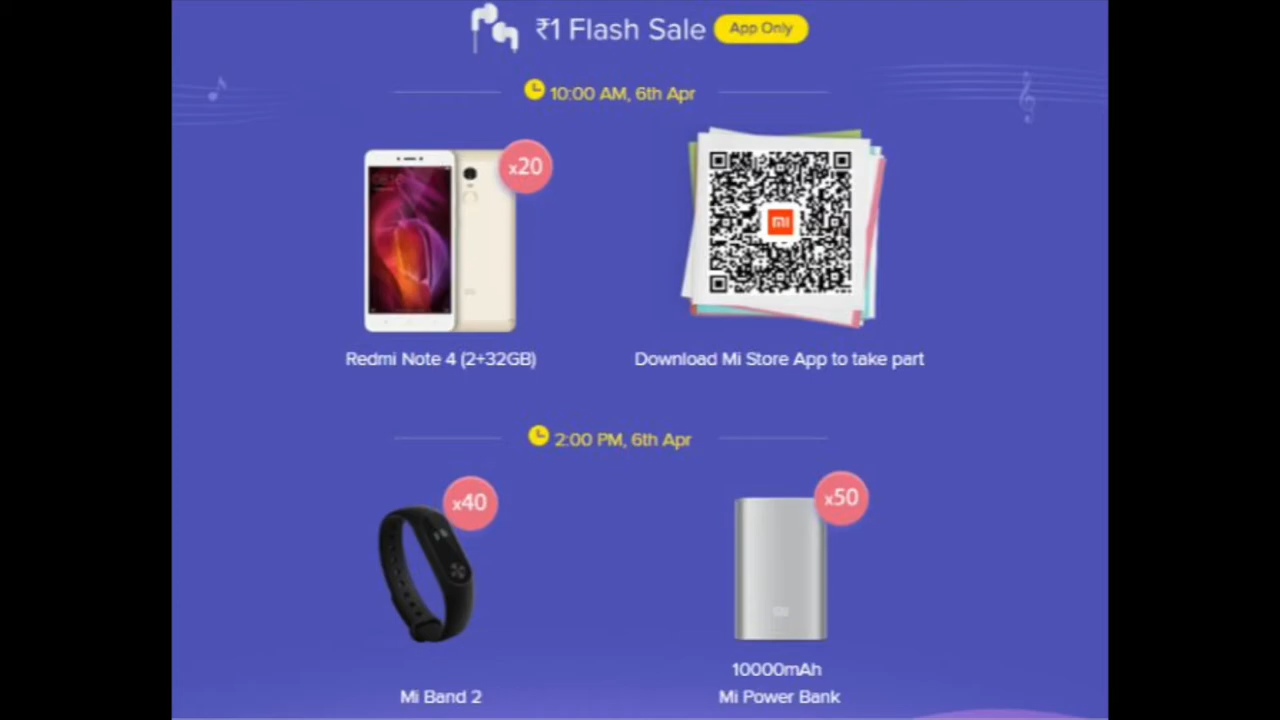 ₹1 Flash Sale App Only
10:00 AM, 6th Apr
x20
MI
Redmi Note 4 (2+32GB)
Download Mi Store App to take part
2:00 PM, 6th Apr
x40
x50
Mi Band 2
10000mAh
Mi Power Bank